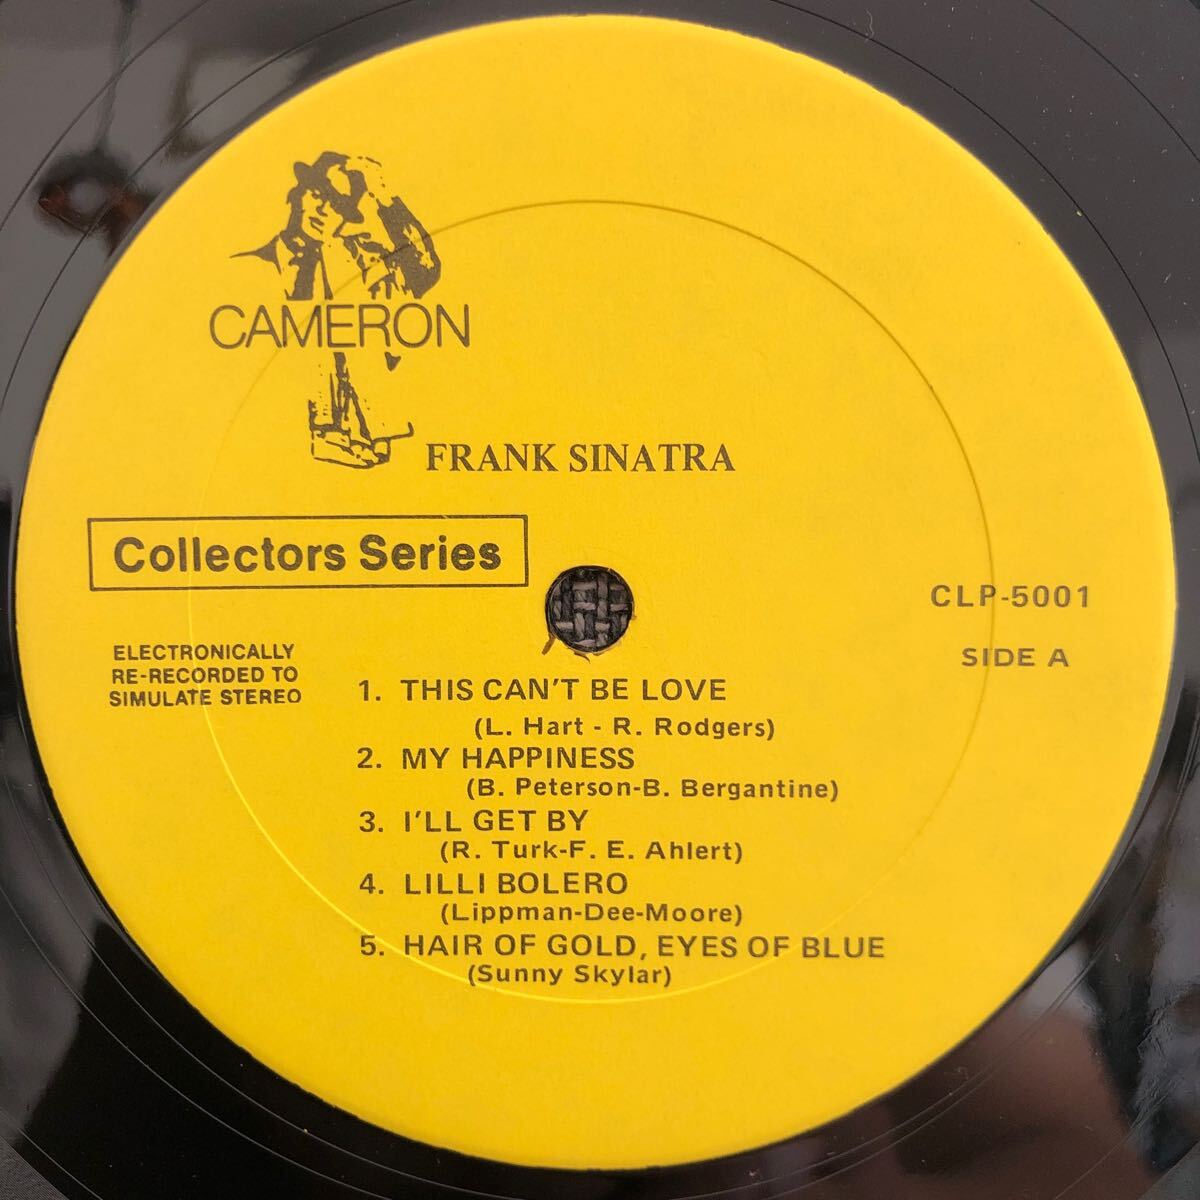 CAMERON
FRANK SINATRA
Collectors Series
CLP-5001
SIDE A
ELECTRONICALLY
RE-RECORDED TO
SIMULATE STEREO
1. THIS CAN'T BE LOVE
(L. Hart - R. Rodgers)
2. MY HAPPINESS
(B. Peterson-B. Bergantine)
3. I'LL GET BY
(R. Turk-F. E. Ahlert)
4. LILLI BOLERO
(Lippman-Dee-Moore)
5. HAIR OF GOLD, EYES OF BLUE
(Sunny Skylar)